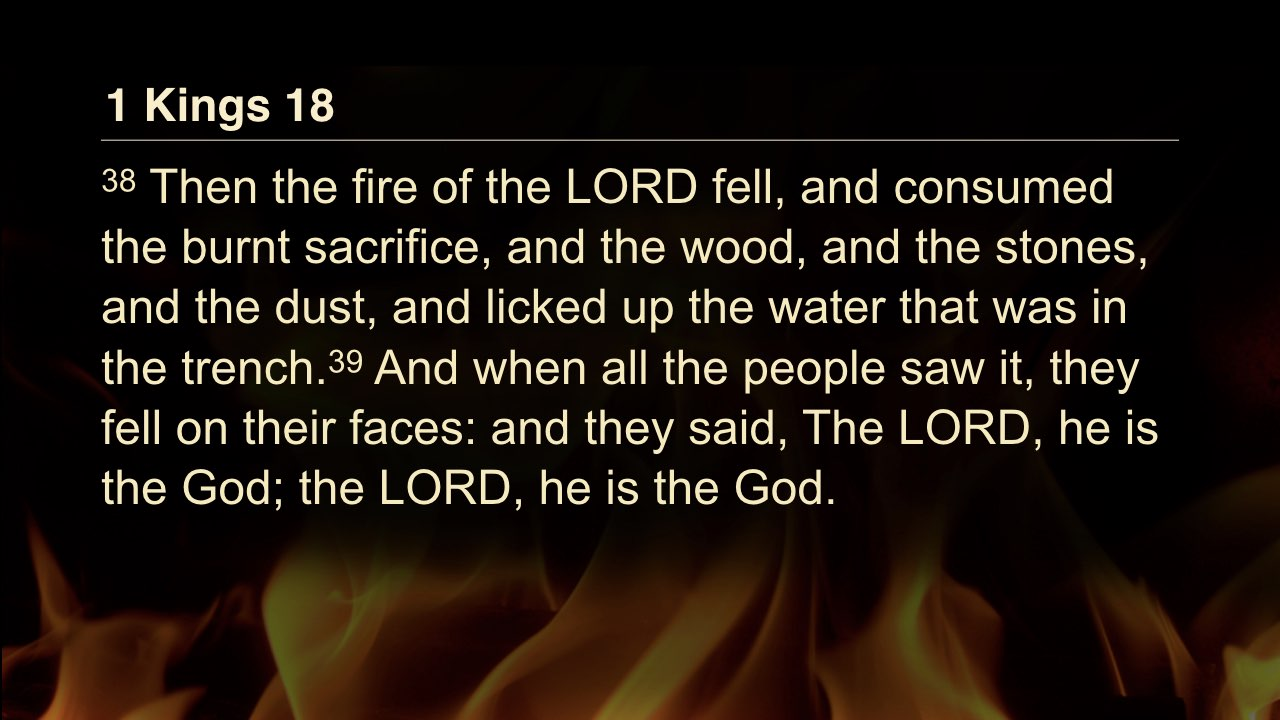 1 Kings 18
38 Then the fire of the LORD fell, and consumed
the burnt sacrifice, and the wood, and the stones,
and the dust, and licked up the water that was in
the trench.39 And when all the people saw it, they
fell on their faces: and they said, The LORD, he is
the God; the LORD, he is the God.